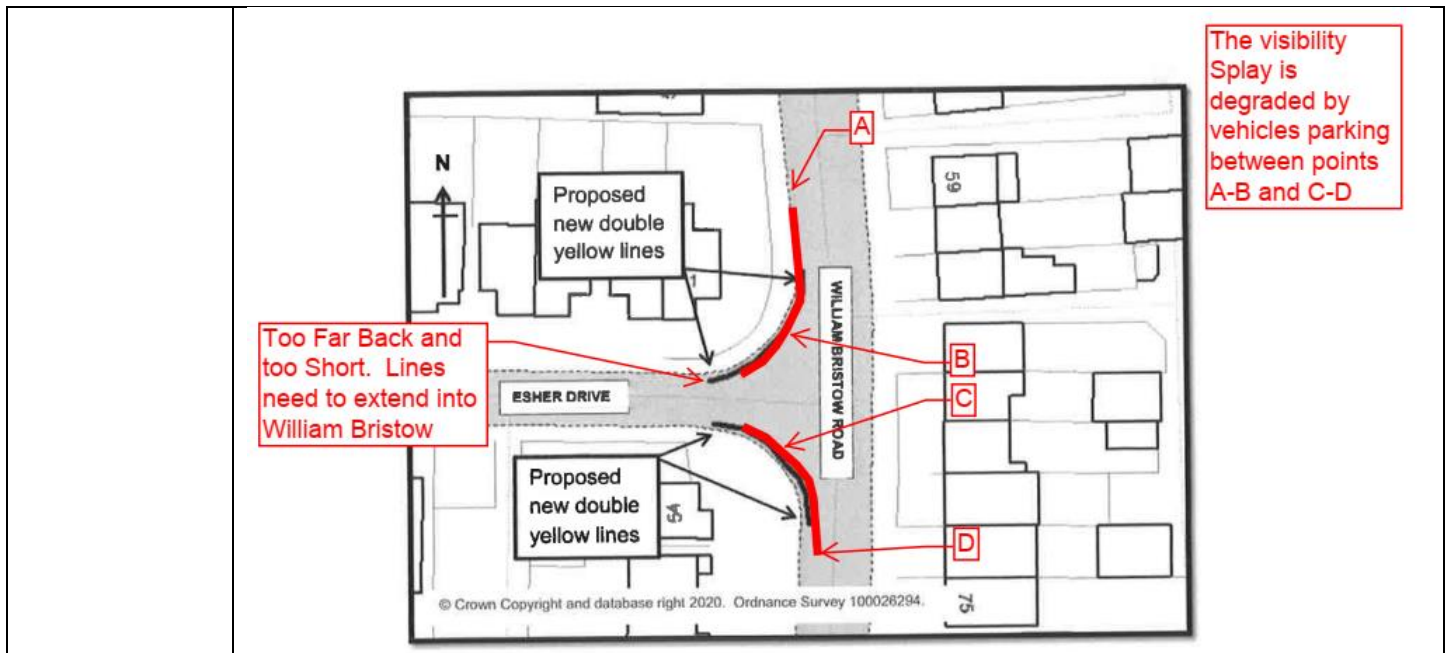 The visibility
Splay is
degraded by
vehicles parking
between points
A-B and C-D
A
N
Proposed
new double
yellow lines
59
1
WILLIAM BRISTOW ROAD
Too Far Back and
too Short. Lines
need to extend into
William Bristow
B
ESHER DRIVE
C
Proposed
new double
yellow lines
54
D
75
© Crown Copyright and database right 2020. Ordnance Survey 100026294.